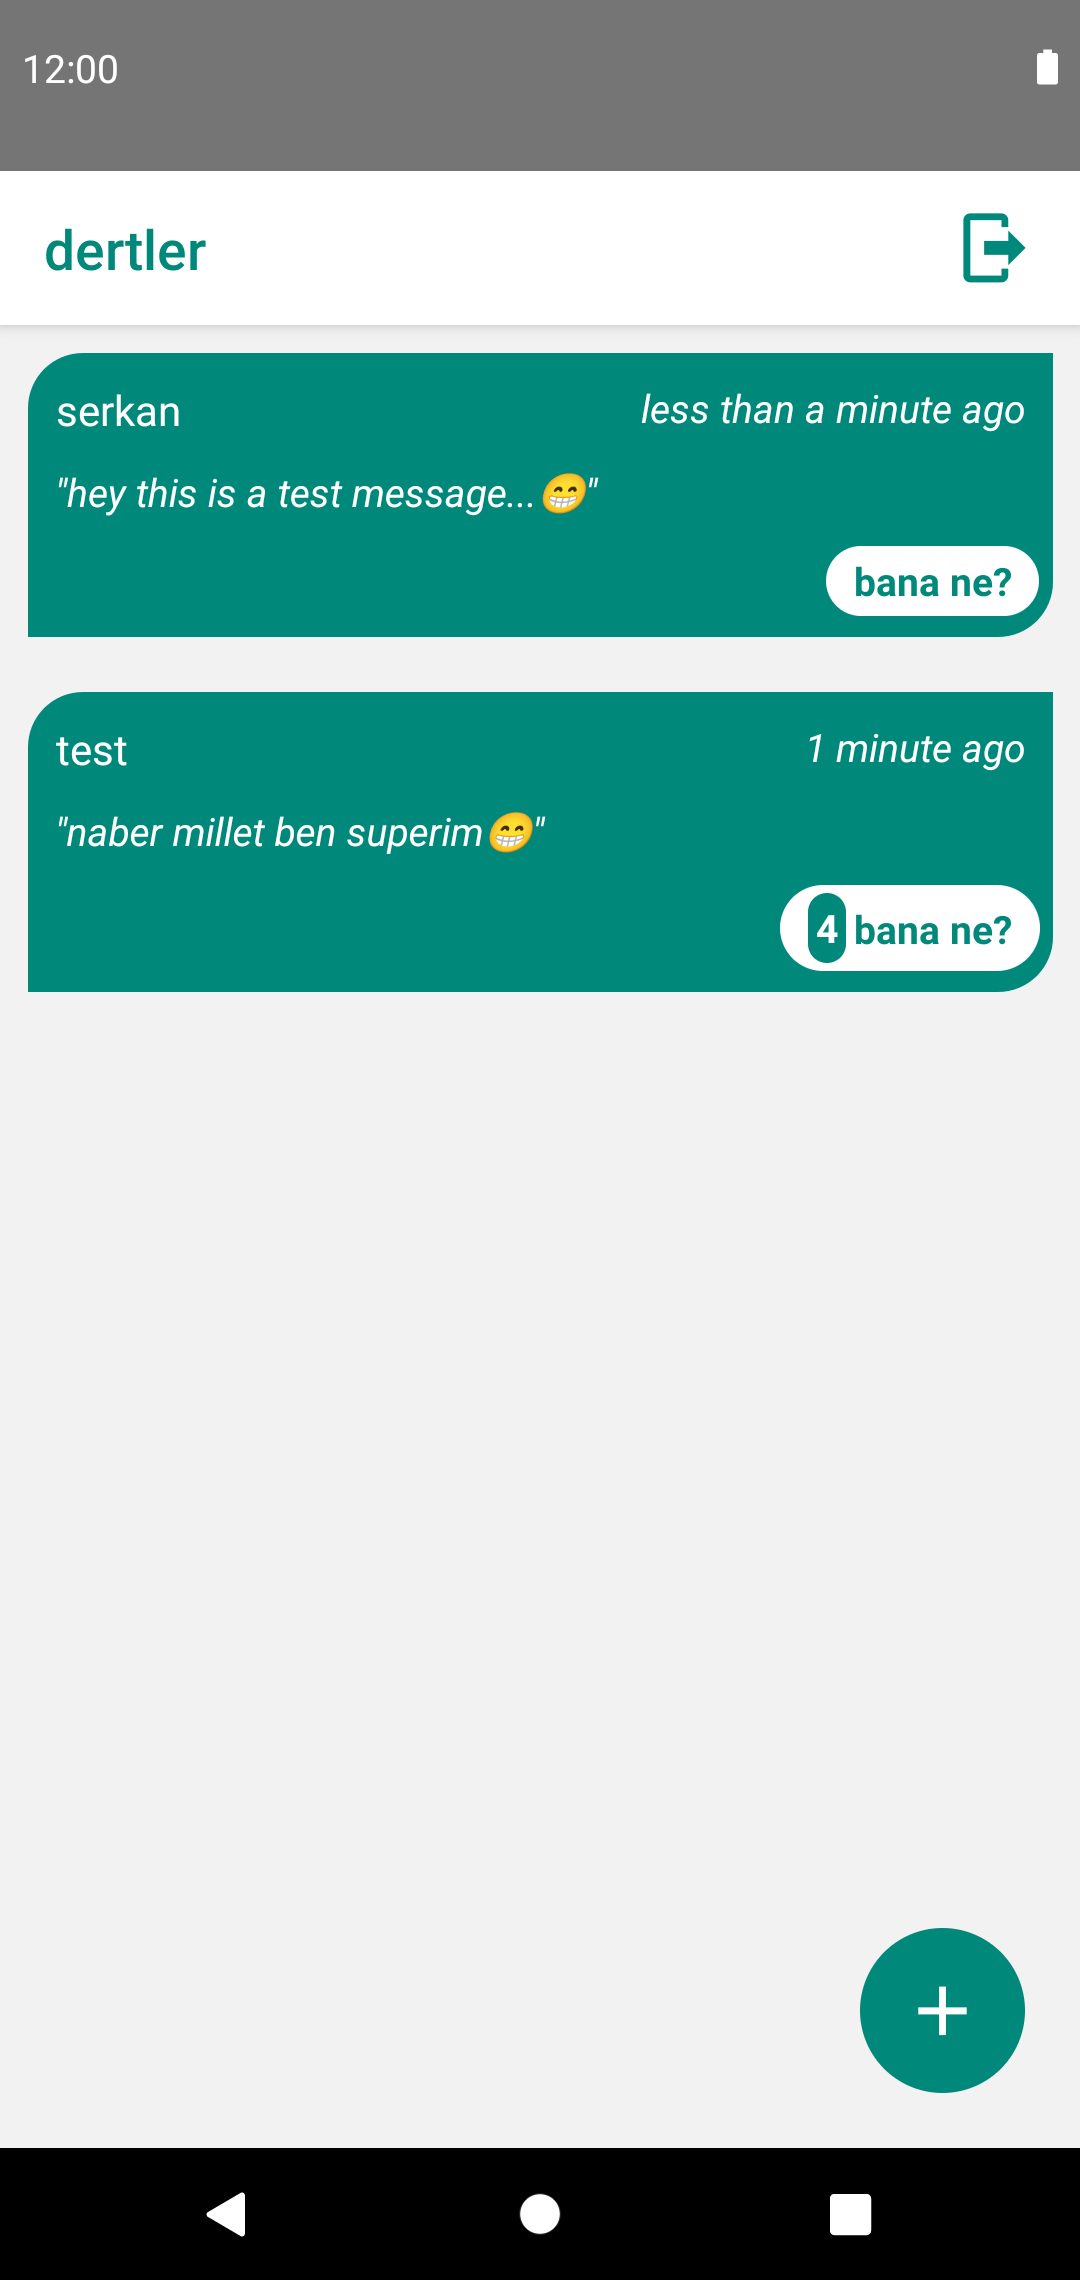 12:00
dertler
serkan less than a minute ago
"hey this is a test message...😁"
bana ne?
test 1 minute ago
"naber millet ben superim😁"
4 bana ne?